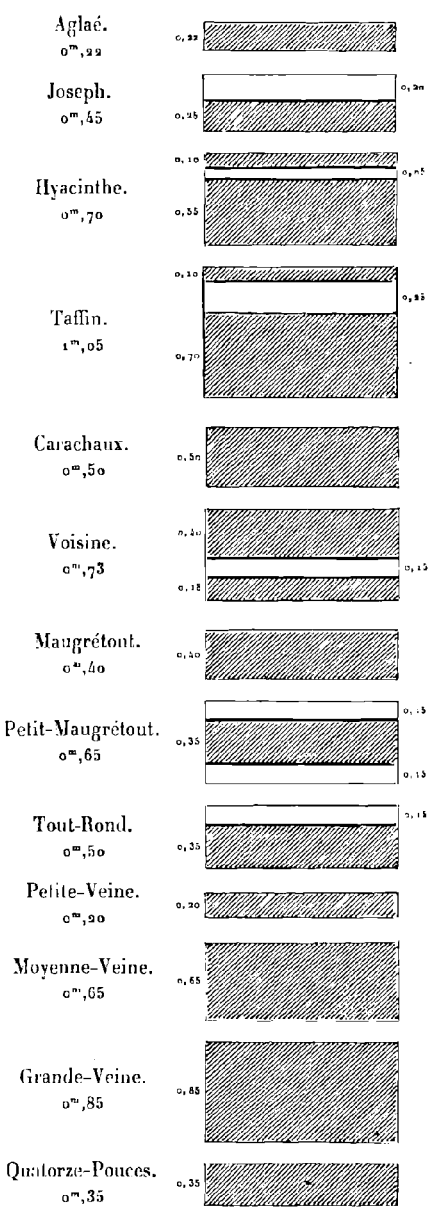 Aglaé.
0ᵐ,22
0,22
Joseph.
0ᵐ,45
0,20
0,25
Hyacinthe.
0ᵐ,70
0,10
0,05
0,55
Taffin.
1ᵐ,05
0,10
0,25
0,70
Carachaux.
0ᵐ,50
0,50
Voisine.
0ᵐ,73
0,40
0,15
0,18
Maugrétout.
0ᵐ,40
0,40
Petit-Maugrétout.
0ᵐ,65
0,15
0,35
0,15
Tout-Rond.
0ᵐ,50
0,15
0,35
Petite-Veine.
0ᵐ,20
0,20
Moyenne-Veine.
0ᵐ,65
0,65
Grande-Veine.
0ᵐ,85
0,85
Quatorze-Pouces.
0ᵐ,35
0,35